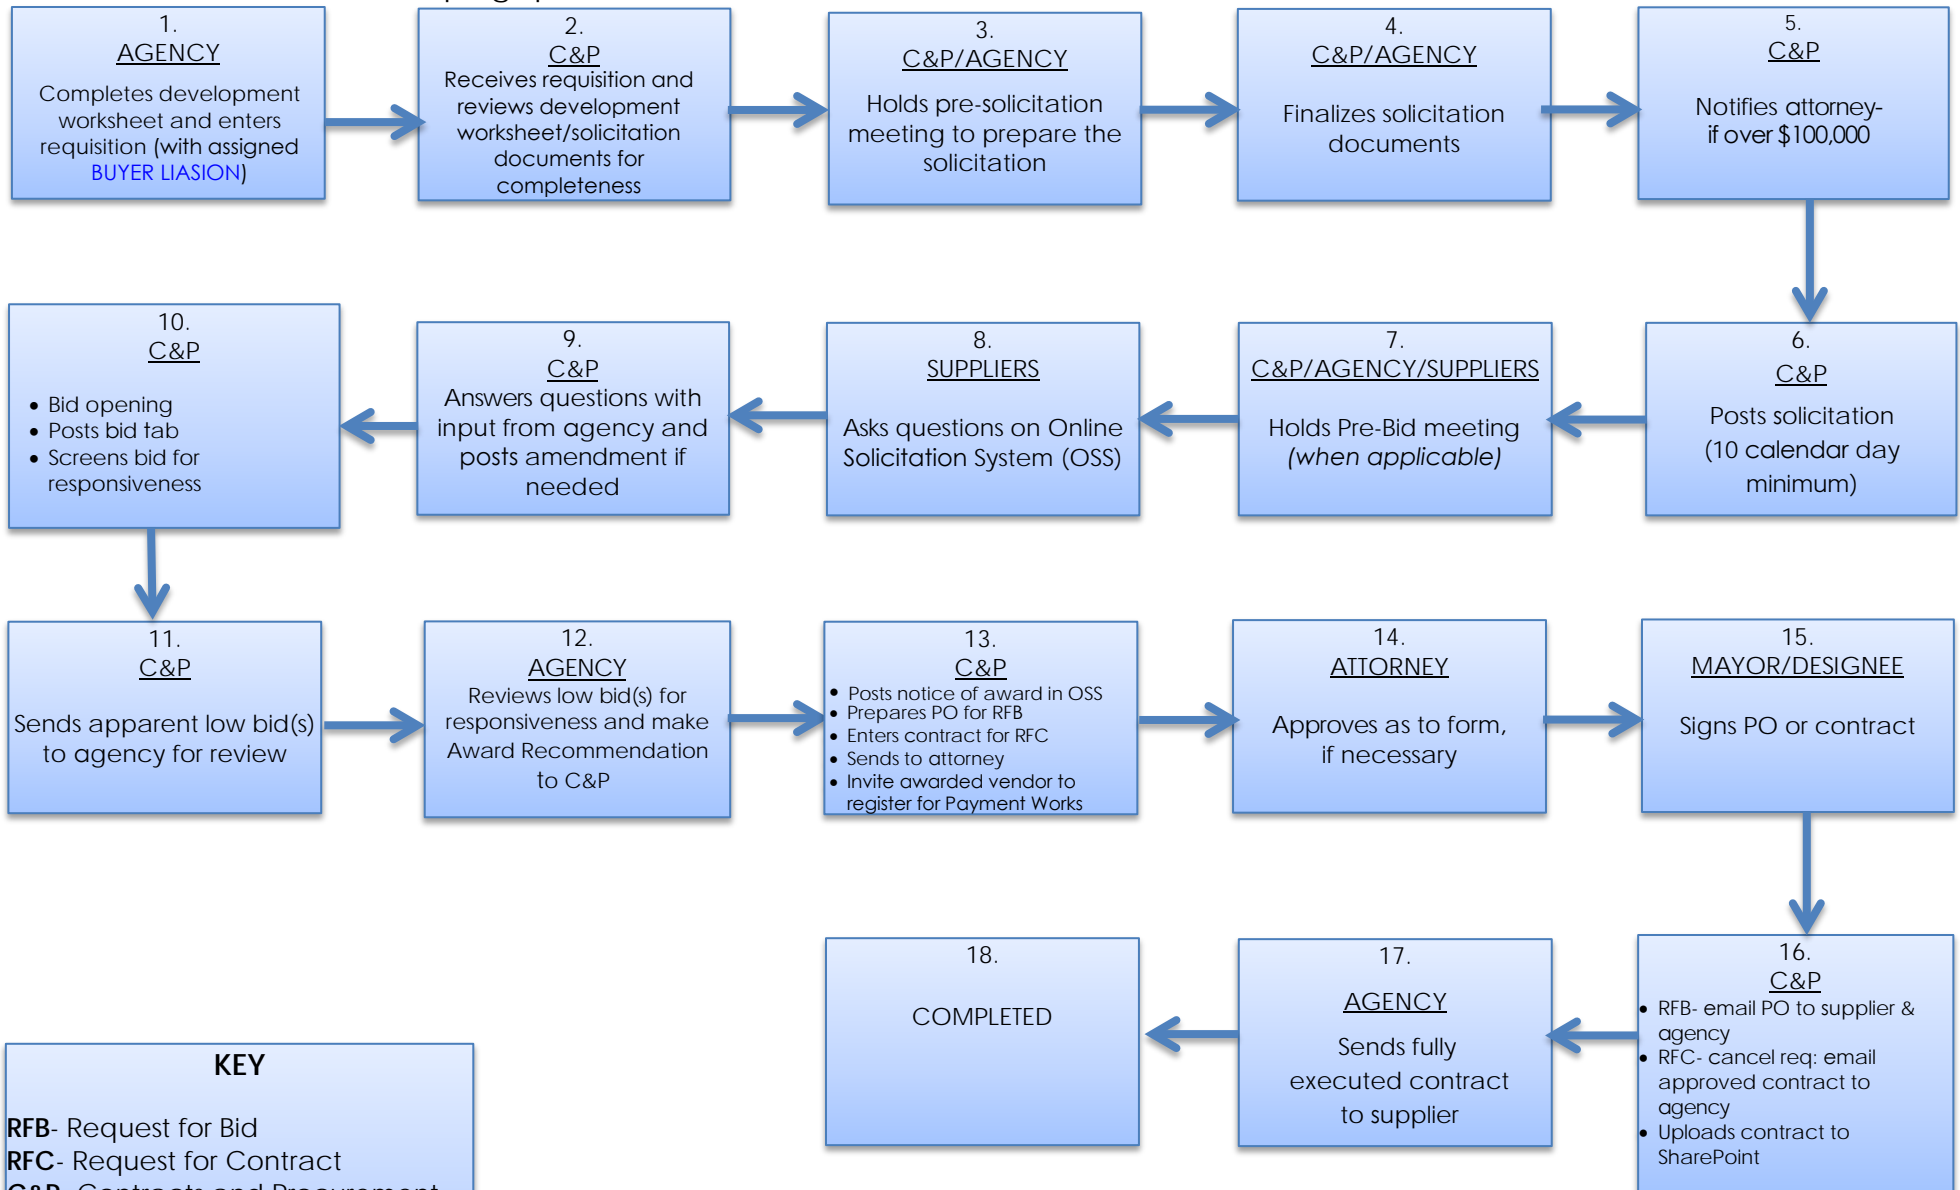 1.
AGENCY
Completes development
worksheet and enters
requisition (with assigned
BUYER LIASION)
2.
C&P
Receives requisition and
reviews development
worksheet/solicitation
documents for
completeness
3.
C&P/AGENCY
Holds pre-solicitation
meeting to prepare the
solicitation
4.
C&P/AGENCY
Finalizes solicitation
documents
5.
C&P
Notifies attorney-
if over $100,000
6.
C&P
Posts solicitation
(10 calendar day
minimum)
7.
C&P/AGENCY/SUPPLIERS
Holds Pre-Bid meeting
(when applicable)
8.
SUPPLIERS
Asks questions on Online
Solicitation System (OSS)
9.
C&P
Answers questions with
input from agency and
posts amendment if
needed
10.
C&P
• Bid opening
• Posts bid tab
• Screens bid for
responsiveness
11.
C&P
Sends apparent low bid(s)
to agency for review
12.
AGENCY
Reviews low bid(s) for
responsiveness and make
Award Recommendation
to C&P
13.
C&P
• Posts notice of award in OSS
• Prepares PO for RFB
• Enters contract for RFC
• Sends to attorney
• Invite awarded vendor to
register for Payment Works
14.
ATTORNEY
Approves as to form,
if necessary
15.
MAYOR/DESIGNEE
Signs PO or contract
16.
C&P
• RFB- email PO to supplier &
agency
• RFC- cancel req: email
approved contract to
agency
• Uploads contract to
SharePoint
17.
AGENCY
Sends fully
executed contract
to supplier
18.
COMPLETED
KEY
RFB- Request for Bid
RFC- Request for Contract
C&P- Contracts and Procurement